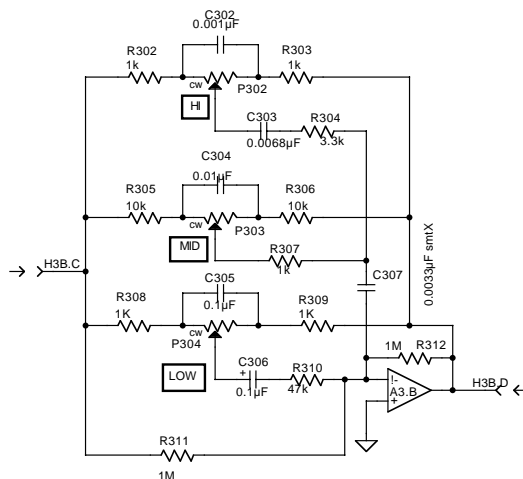 C302
0.001µF
R302
1k
R303
1k
cw
P302
HI
C303
0.0068µF
R304
3.3k
C304
0.01µF
R305
10k
R306
10k
cw
P303
MID
R307
1k
0.0033µF smtX
C307
H3B.C
C305
0.1µF
R308
1K
R309
1K
cw
P304
LOW
C306
+
0.1µF
R310
47k
1M
R312
!-
A3.B
+
H3B.D
R311
1M